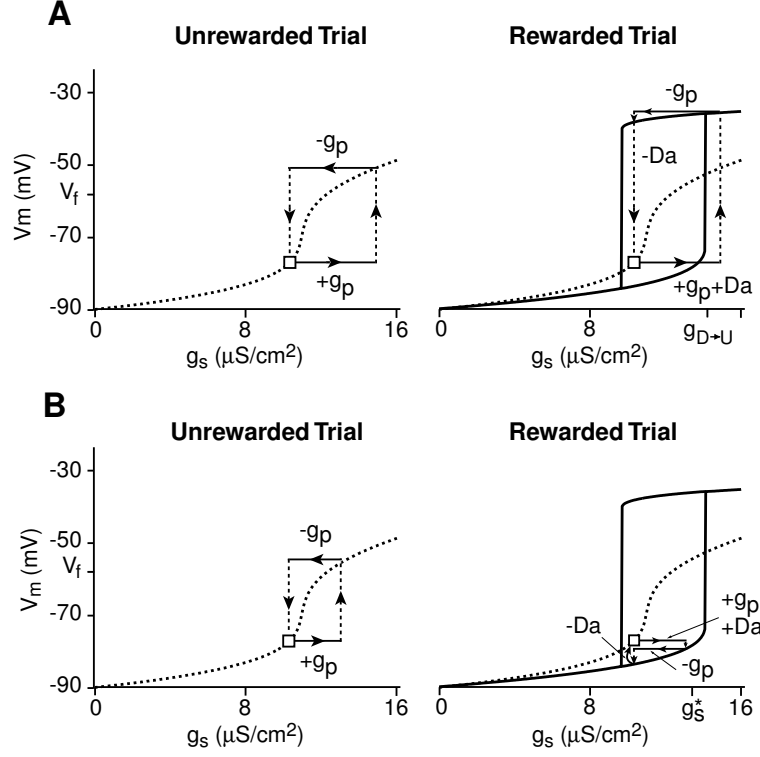 A
Unrewarded Trial
Rewarded Trial
-30
-50
Vf
-70
-90
Vm (mV)
-gp
+gp
0
8
16
gs (μS/cm2)
-gp
-Da
+gp+Da
0
8
gD→U
gs (μS/cm2)
B
Unrewarded Trial
Rewarded Trial
-30
-50
Vf
-70
-90
Vm (mV)
-gp
+gp
0
8
16
gs (μS/cm2)
-Da
+gp
+Da
-gp
0
8
gs*
16
gs (μS/cm2)